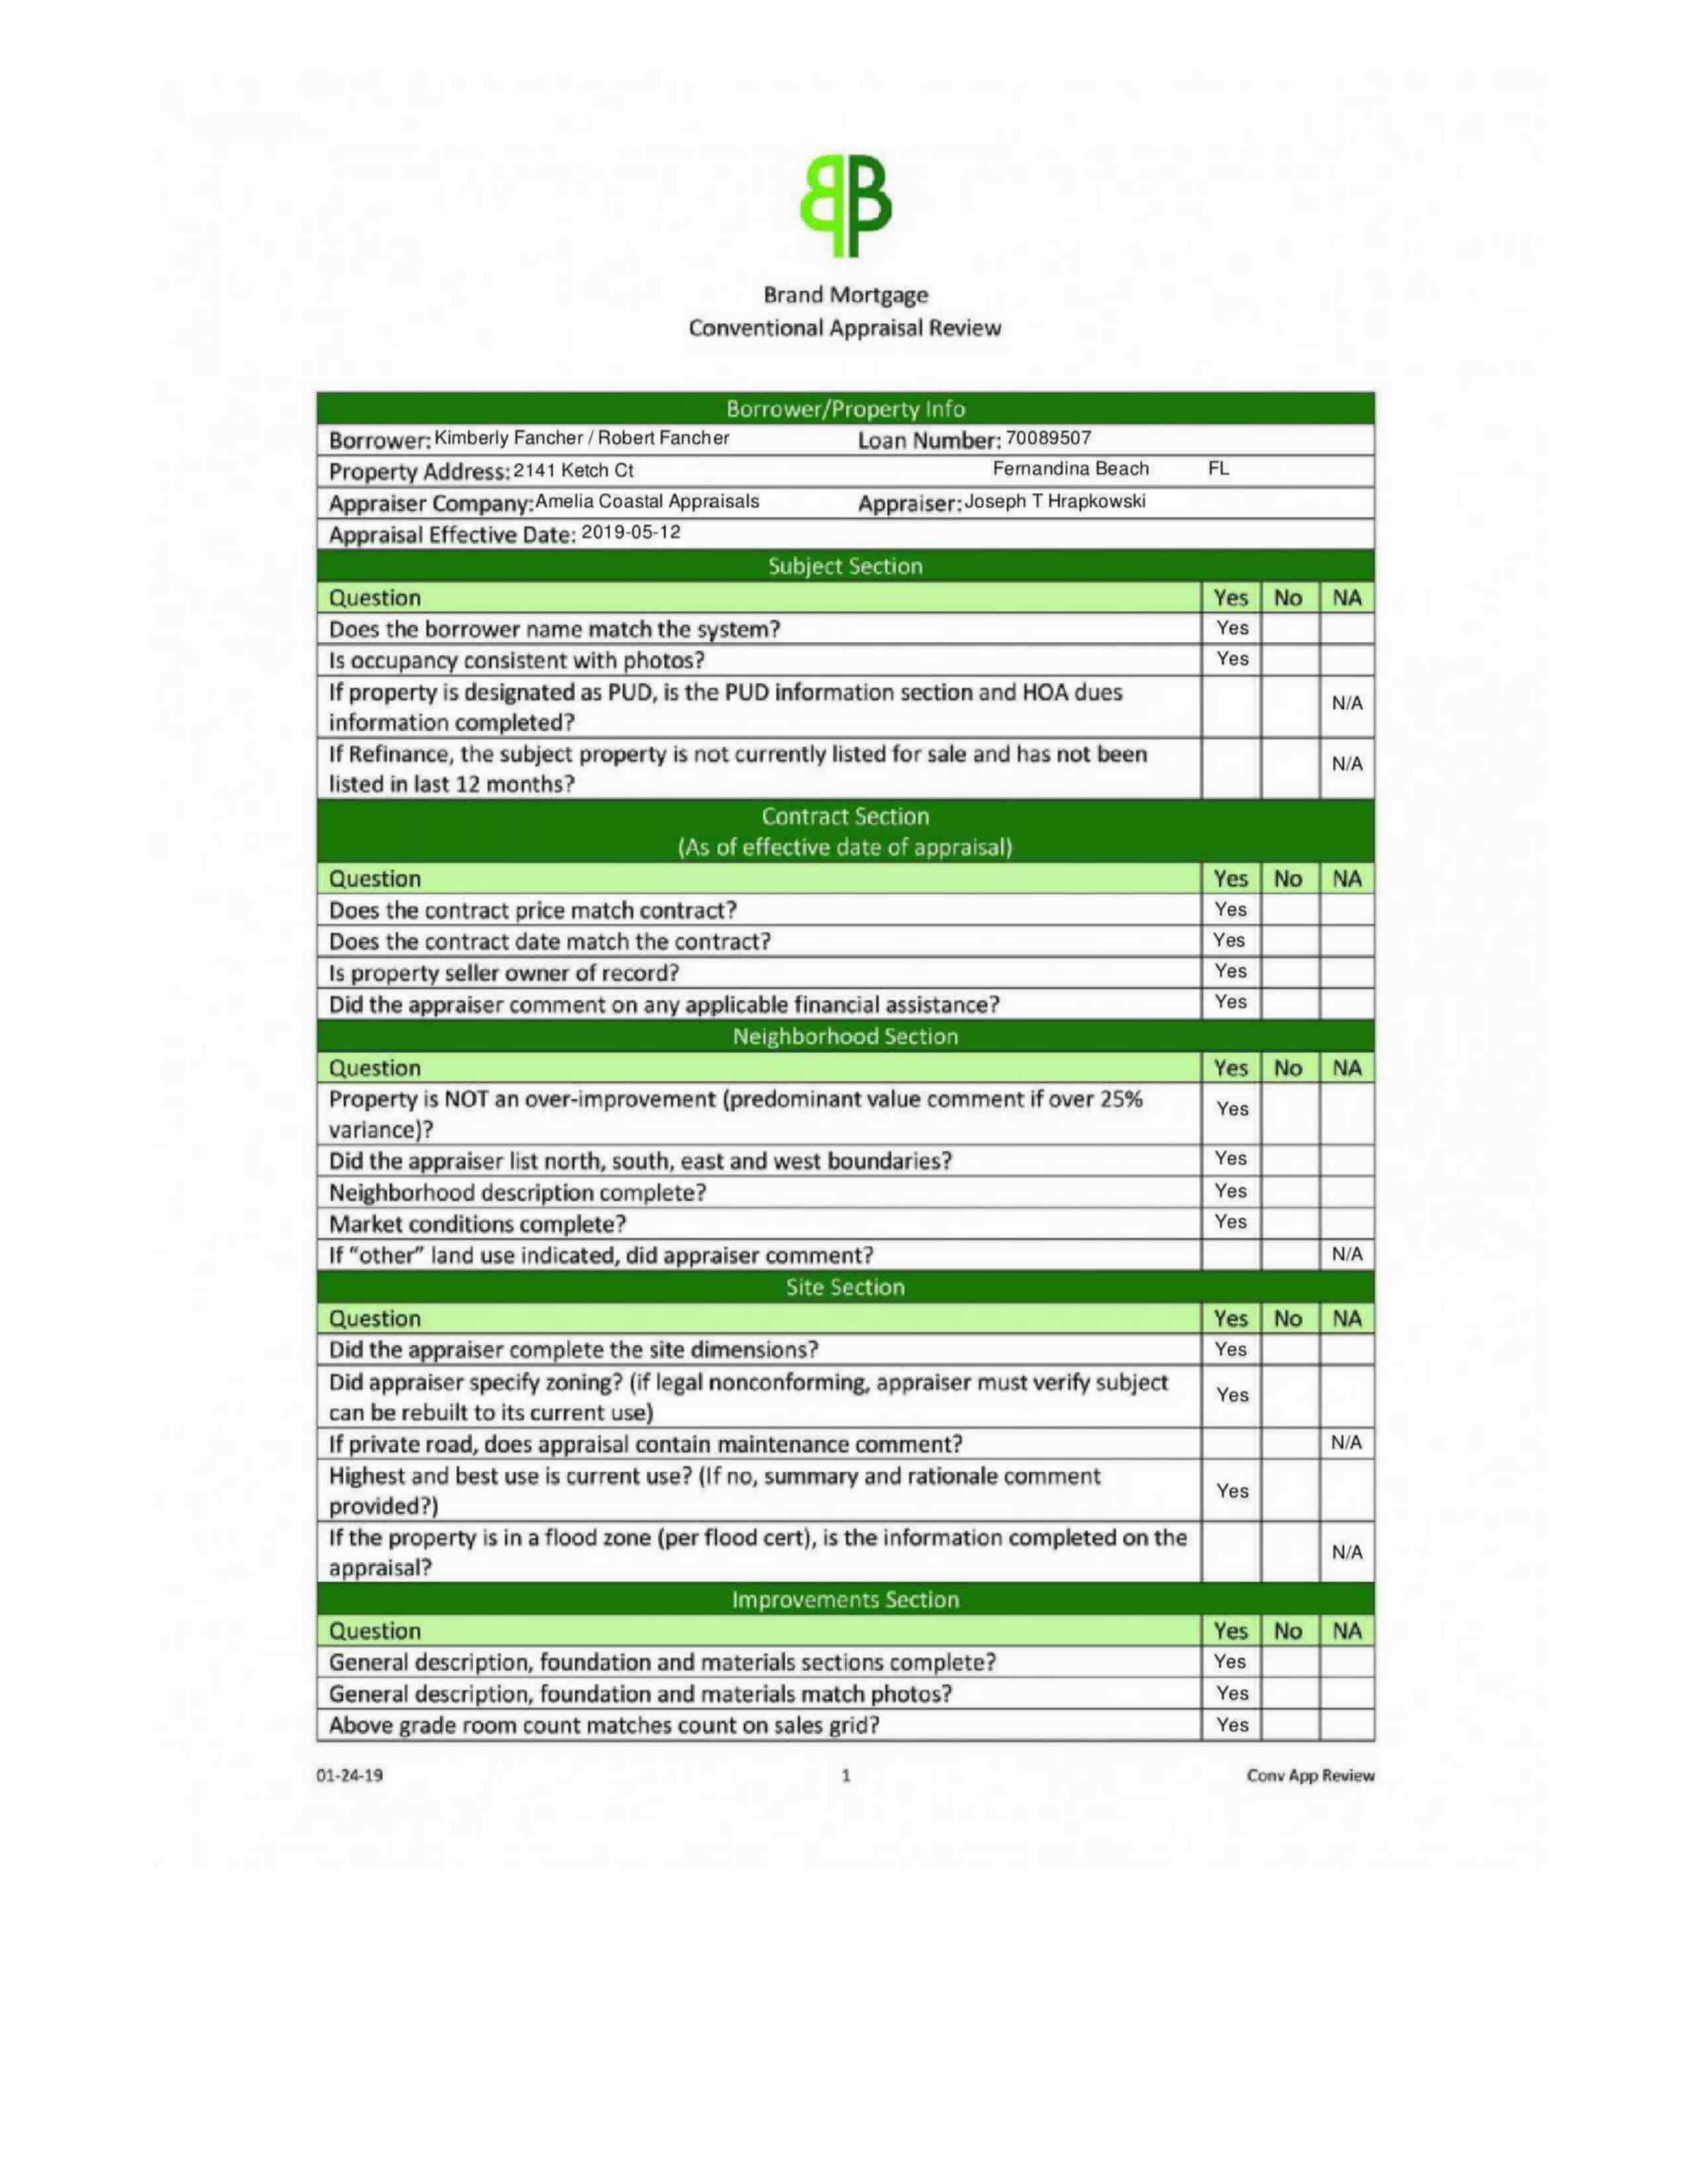 Brand Mortgage
Conventional Appraisal Review
Borrower/Property Info
Borrower: Kimberly Fancher / Robert Fancher Loan Number: 70089507
Property Address: 2141 Ketch Ct Fernandina Beach FL
Appraiser Company: Amelia Coastal Appraisals Appraiser: Joseph T Hrapkowski
Appraisal Effective Date: 2019-05-12
Subject Section
Question Yes No NA
Does the borrower name match the system? Yes
Is occupancy consistent with photos? Yes
If property is designated as PUD, is the PUD information section and HOA dues
information completed? N/A
If Refinance, the subject property is not currently listed for sale and has not been
listed in last 12 months? N/A
Contract Section
(As of effective date of appraisal)
Question Yes No NA
Does the contract price match contract? Yes
Does the contract date match the contract? Yes
Is property seller owner of record? Yes
Did the appraiser comment on any applicable financial assistance? Yes
Neighborhood Section
Question Yes No NA
Property is NOT an over-improvement (predominant value comment if over 25%
variance)? Yes
Did the appraiser list north, south, east and west boundaries? Yes
Neighborhood description complete? Yes
Market conditions complete? Yes
If “other” land use indicated, did appraiser comment? N/A
Site Section
Question Yes No NA
Did the appraiser complete the site dimensions? Yes
Did appraiser specify zoning? (if legal nonconforming, appraiser must verify subject
can be rebuilt to its current use) Yes
If private road, does appraisal contain maintenance comment? N/A
Highest and best use is current use? (If no, summary and rationale comment
provided?) Yes
If the property is in a flood zone (per flood cert), is the information completed on the
appraisal? N/A
Improvements Section
Question Yes No NA
General description, foundation and materials sections complete? Yes
General description, foundation and materials match photos? Yes
Above grade room count matches count on sales grid? Yes
01-24-19 1 Conv App Review